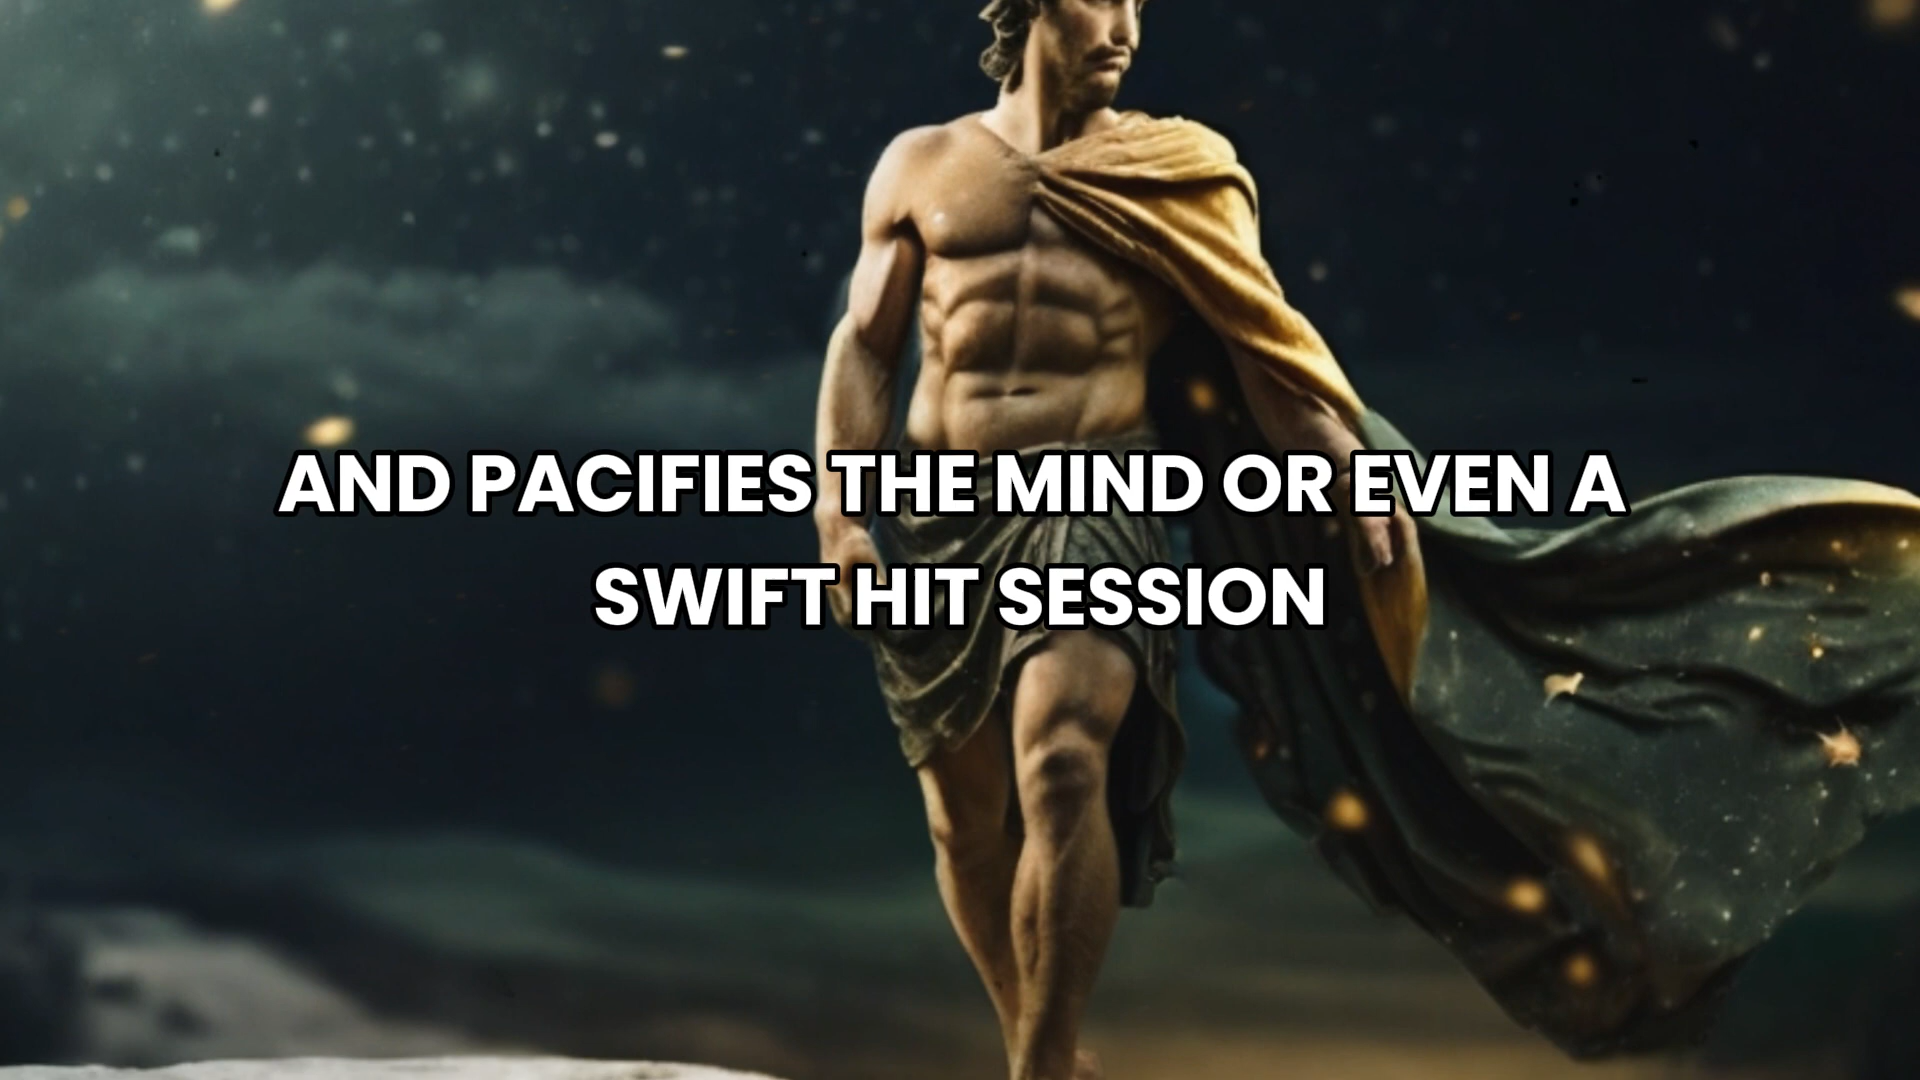 AND PACIFIES THE MIND OR EVEN A
SWIFT HIT SESSION